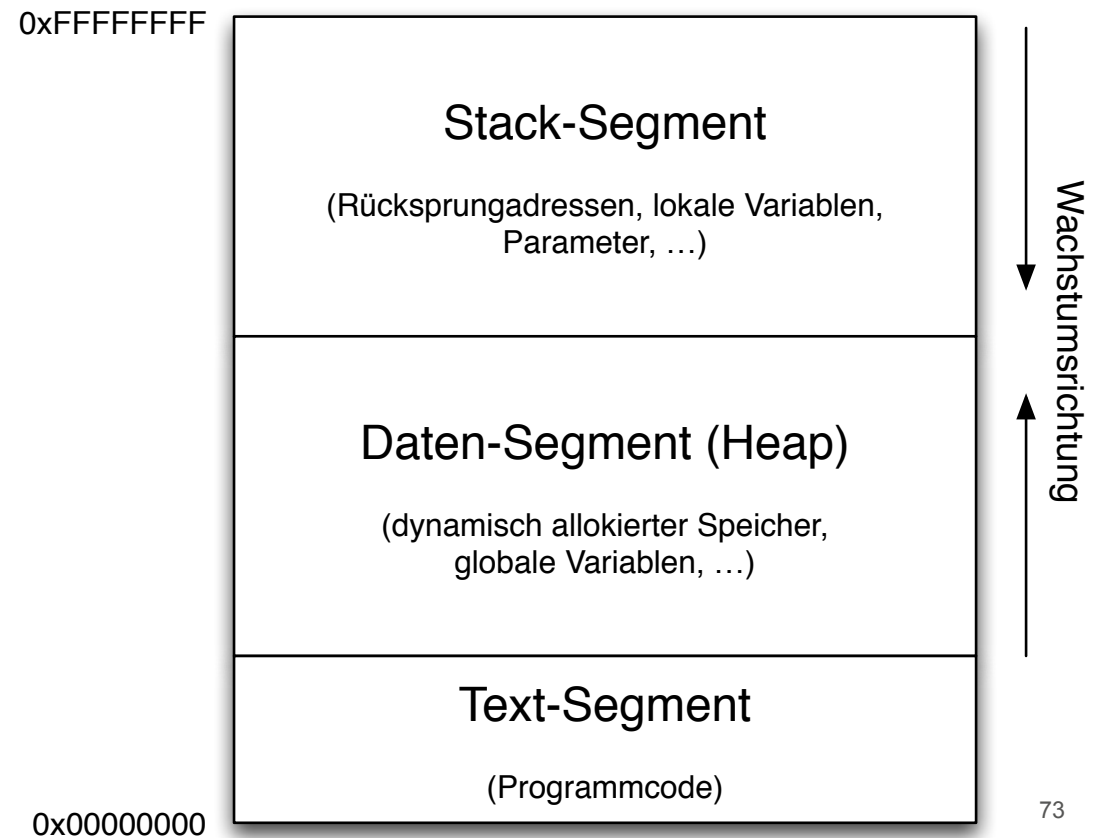 0xFFFFFFFF
Stack-Segment
(Rücksprungadressen, lokale Variablen,
Parameter, …)
Daten-Segment (Heap)
(dynamisch allokierter Speicher,
globale Variablen, …)
Text-Segment
(Programmcode)
0x00000000
Wachstumsrichtung
73